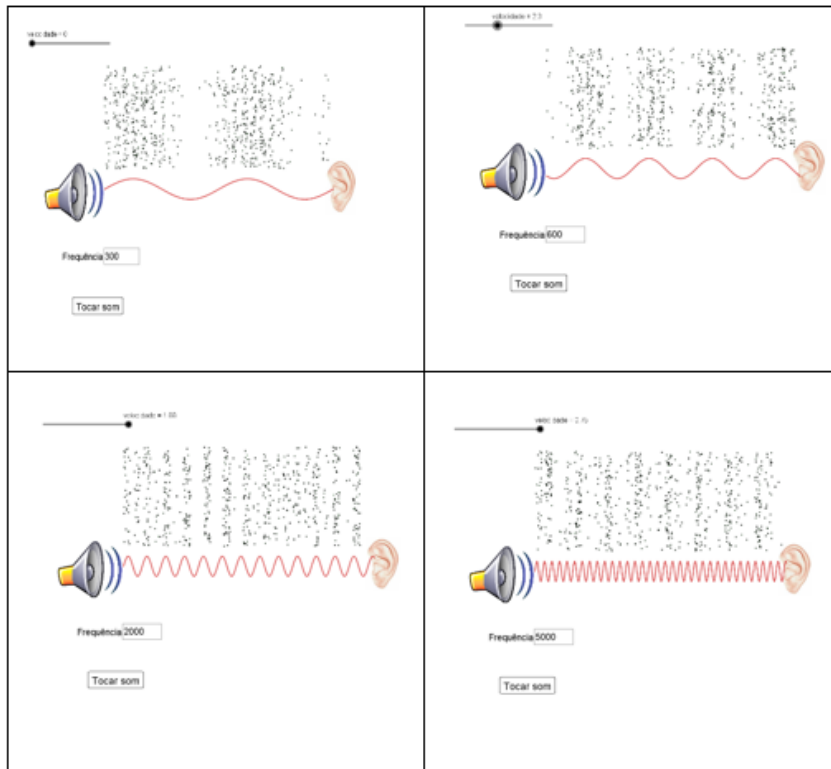 velocidade = 0
Frequência 300
Tocar som
velocidade = 2.3
Frequência 600
Tocar som
Frequência 2000
Tocar som
Frequência 5000
Tocar som